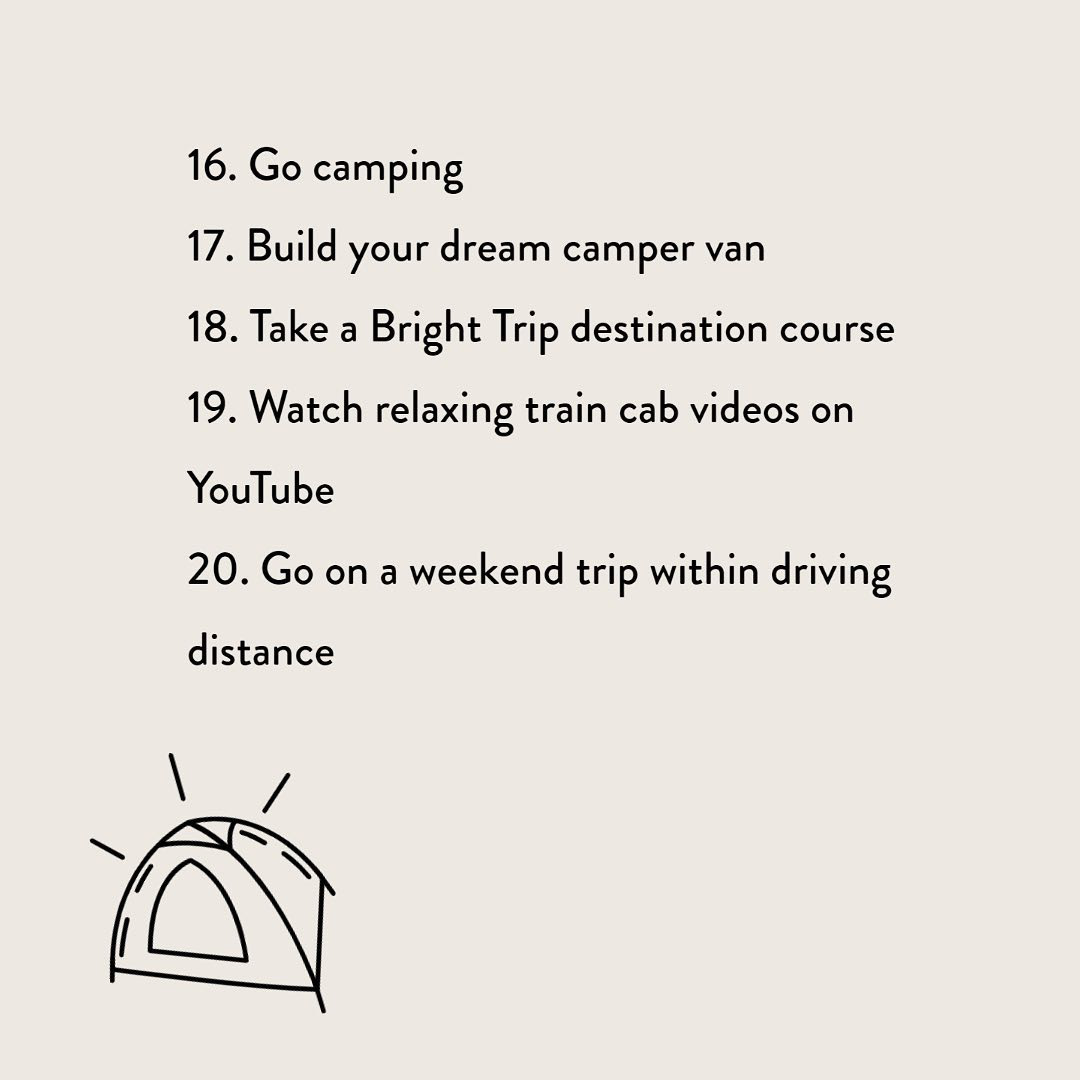 16. Go camping
17. Build your dream camper van
18. Take a Bright Trip destination course
19. Watch relaxing train cab videos on
YouTube
20. Go on a weekend trip within driving
distance